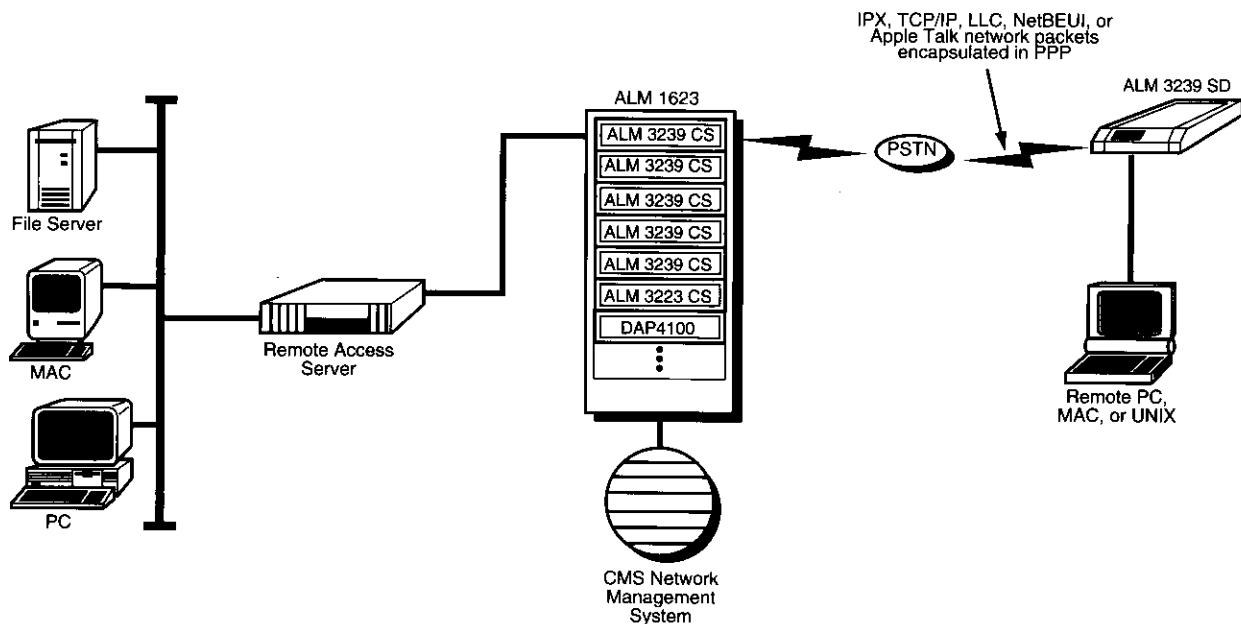 IPX, TCP/IP, LLC, NetBEUI, or
Apple Talk network packets
encapsulated in PPP
ALM 1623
ALM 3239 SD
ALM 3239 CS
ALM 3239 CS
ALM 3239 CS
ALM 3239 CS
ALM 3239 CS
ALM 3223 CS
DAP4100
PSTN
File Server
MAC
PC
Remote Access
Server
Remote PC,
MAC, or UNIX
CMS Network
Management
System